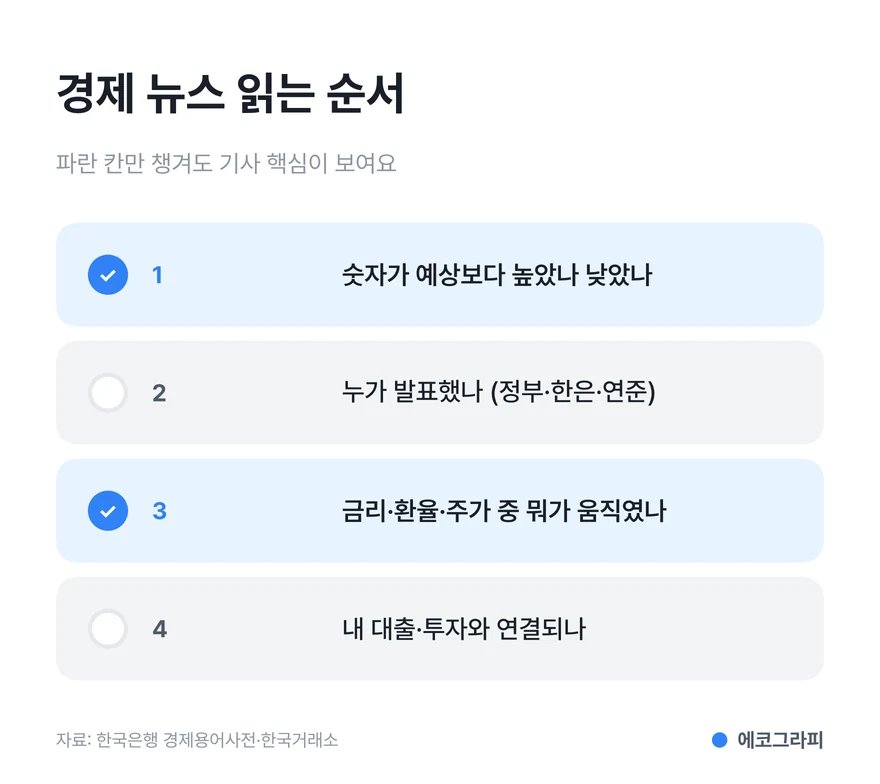 경제 뉴스 읽는 순서
파란 칸만 챙겨도 기사 핵심이 보여요
1 숫자가 예상보다 높았나 낮았나
2 누가 발표했나 (정부·한은·연준)
3 금리·환율·주가 중 뭐가 움직였나
4 내 대출·투자와 연결되나
자료: 한국은행 경제용어사전·한국거래소
에코그라피